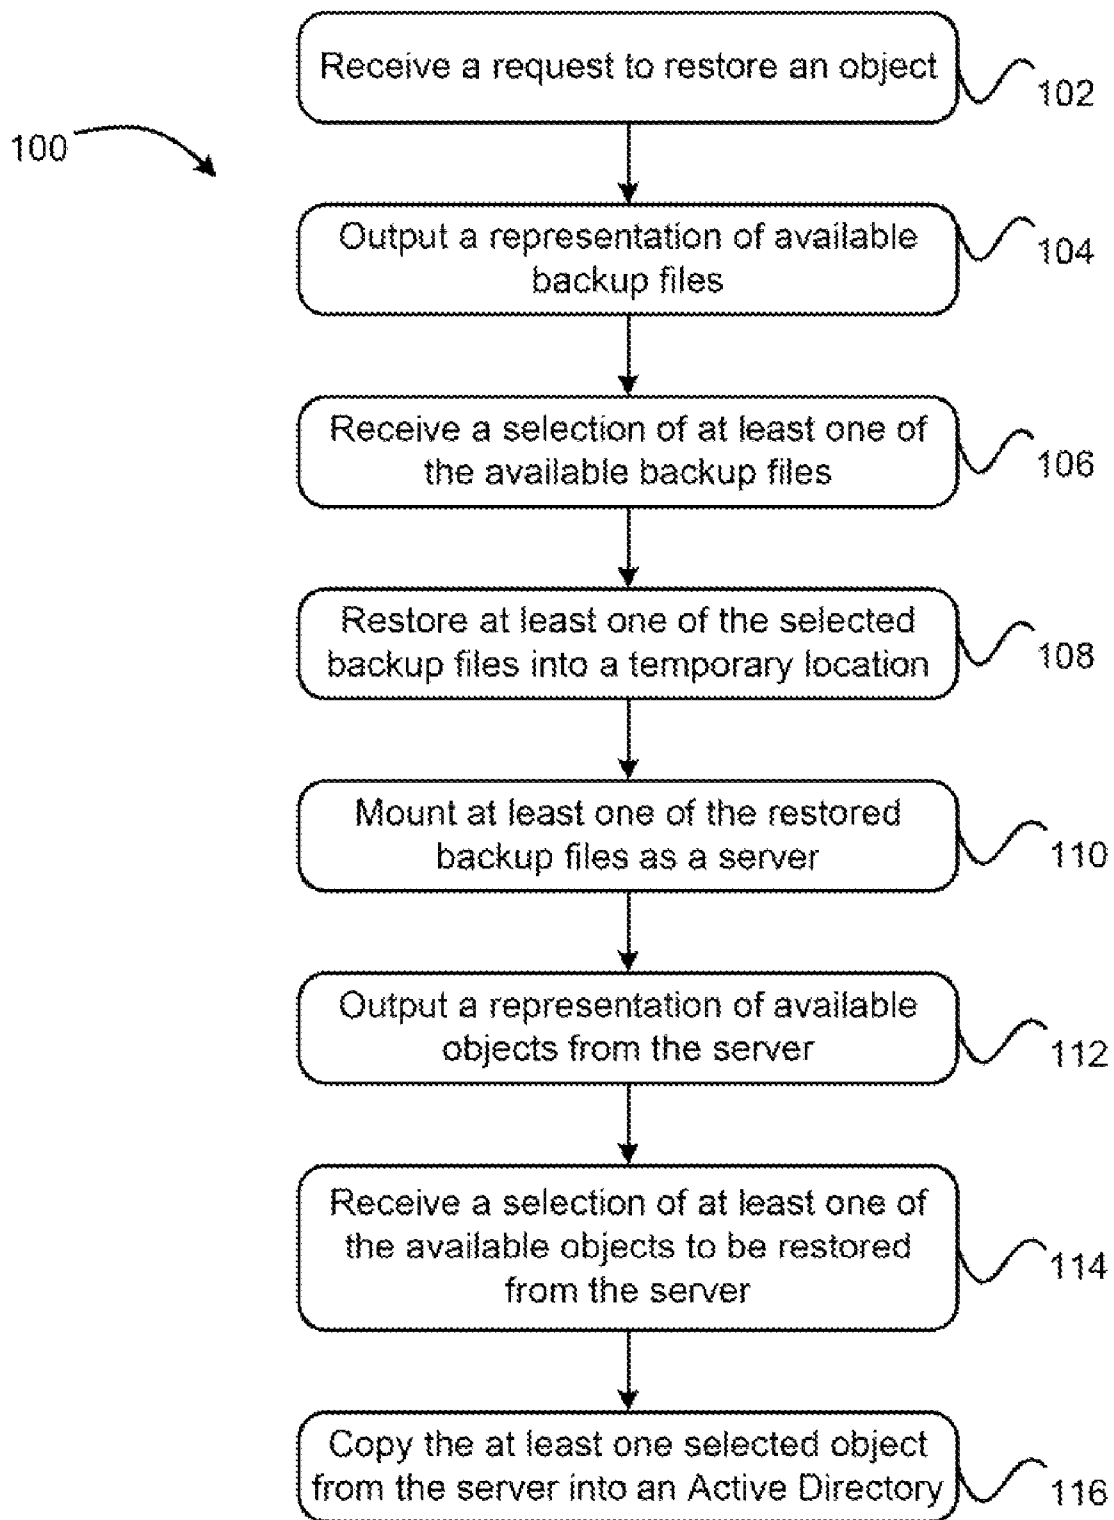 Receive a request to restore an object
102
100
Output a representation of available
backup files
104
Receive a selection of at least one of
the available backup files
106
Restore at least one of the selected
backup files into a temporary location
108
Mount at least one of the restored
backup files as a server
110
Output a representation of available
objects from the server
112
Receive a selection of at least one of
the available objects to be restored
from the server
114
Copy the at least one selected object
from the server into an Active Directory
116